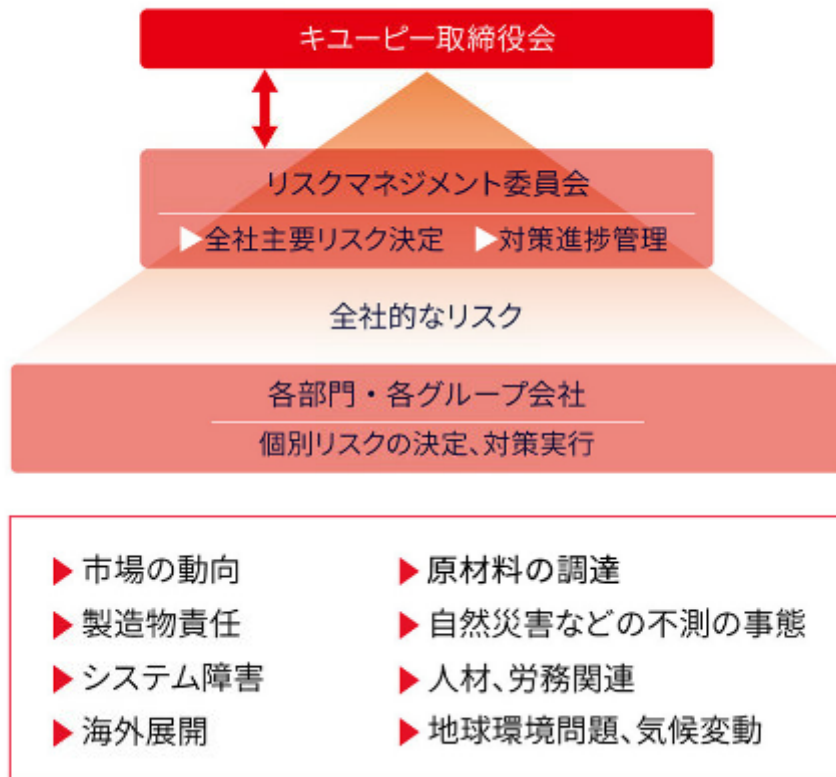 キユーピー取締役会
リスクマネジメント委員会
▶全社主要リスク決定 ▶対策進捗管理
全社的なリスク
各部門・各グループ会社
個別リスクの決定、対策実行
▶市場の動向
▶製造物責任
▶システム障害
▶海外展開
▶原材料の調達
▶自然災害などの不測の事態
▶人材、労務関連
▶地球環境問題、気候変動